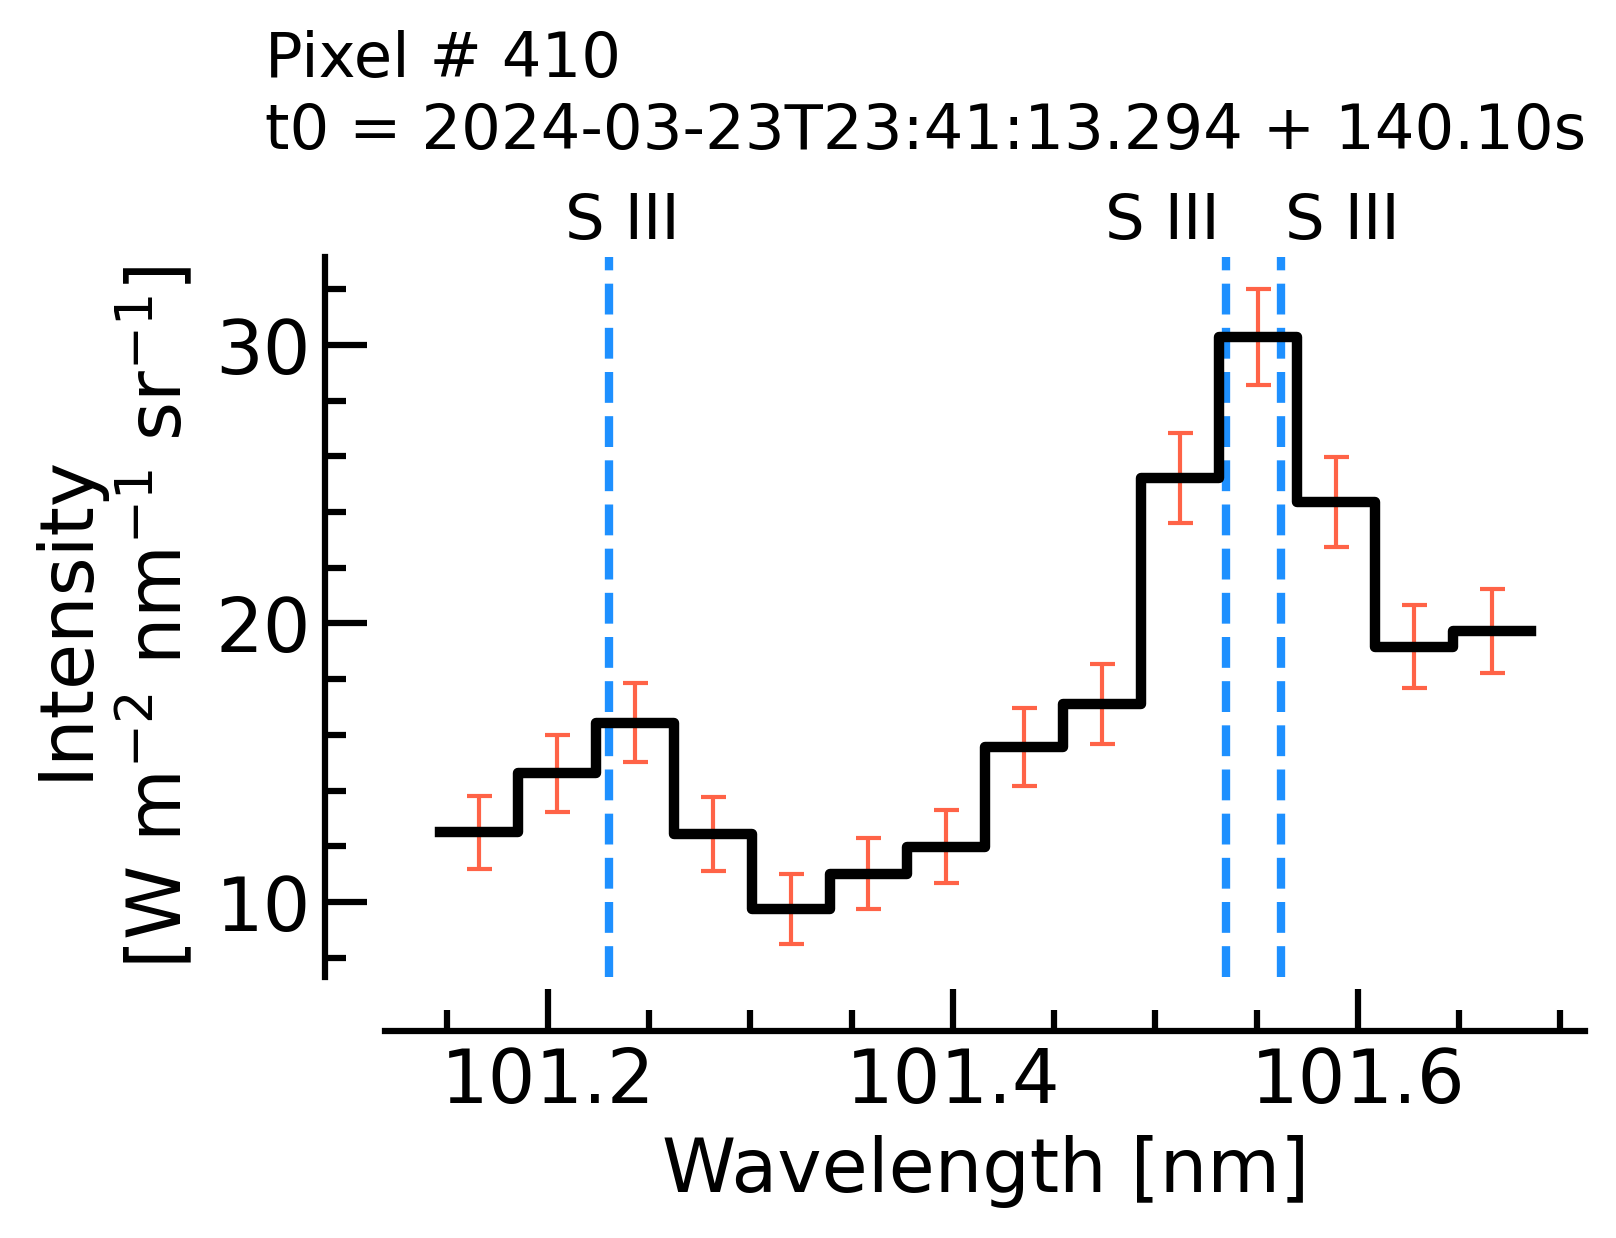 Pixel # 410
t0 = 2024-03-23T23:41:13.294 + 140.10s
S III S III S III
Intensity
[W m⁻² nm⁻¹ sr⁻¹]
30
20
10
101.2 101.4 101.6
Wavelength [nm]